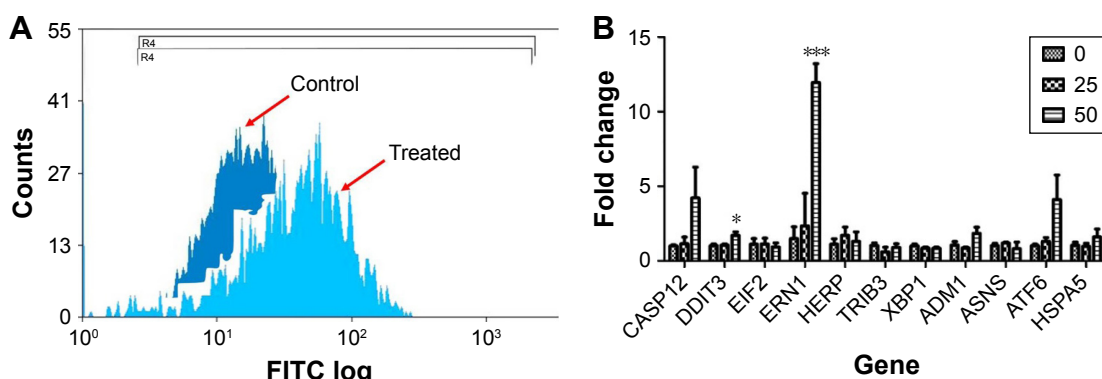 A
55
41
27
13
0
Counts
R4
R4
Control
Treated
10⁰
10¹
10²
10³
FITC log
B
15
10
5
0
Fold change
***
*
0
25
50
CASP12
DDIT3
EIF2
ERN1
HERP
TRIB3
XBP1
ADM1
ASNS
ATF6
HSPA5
Gene